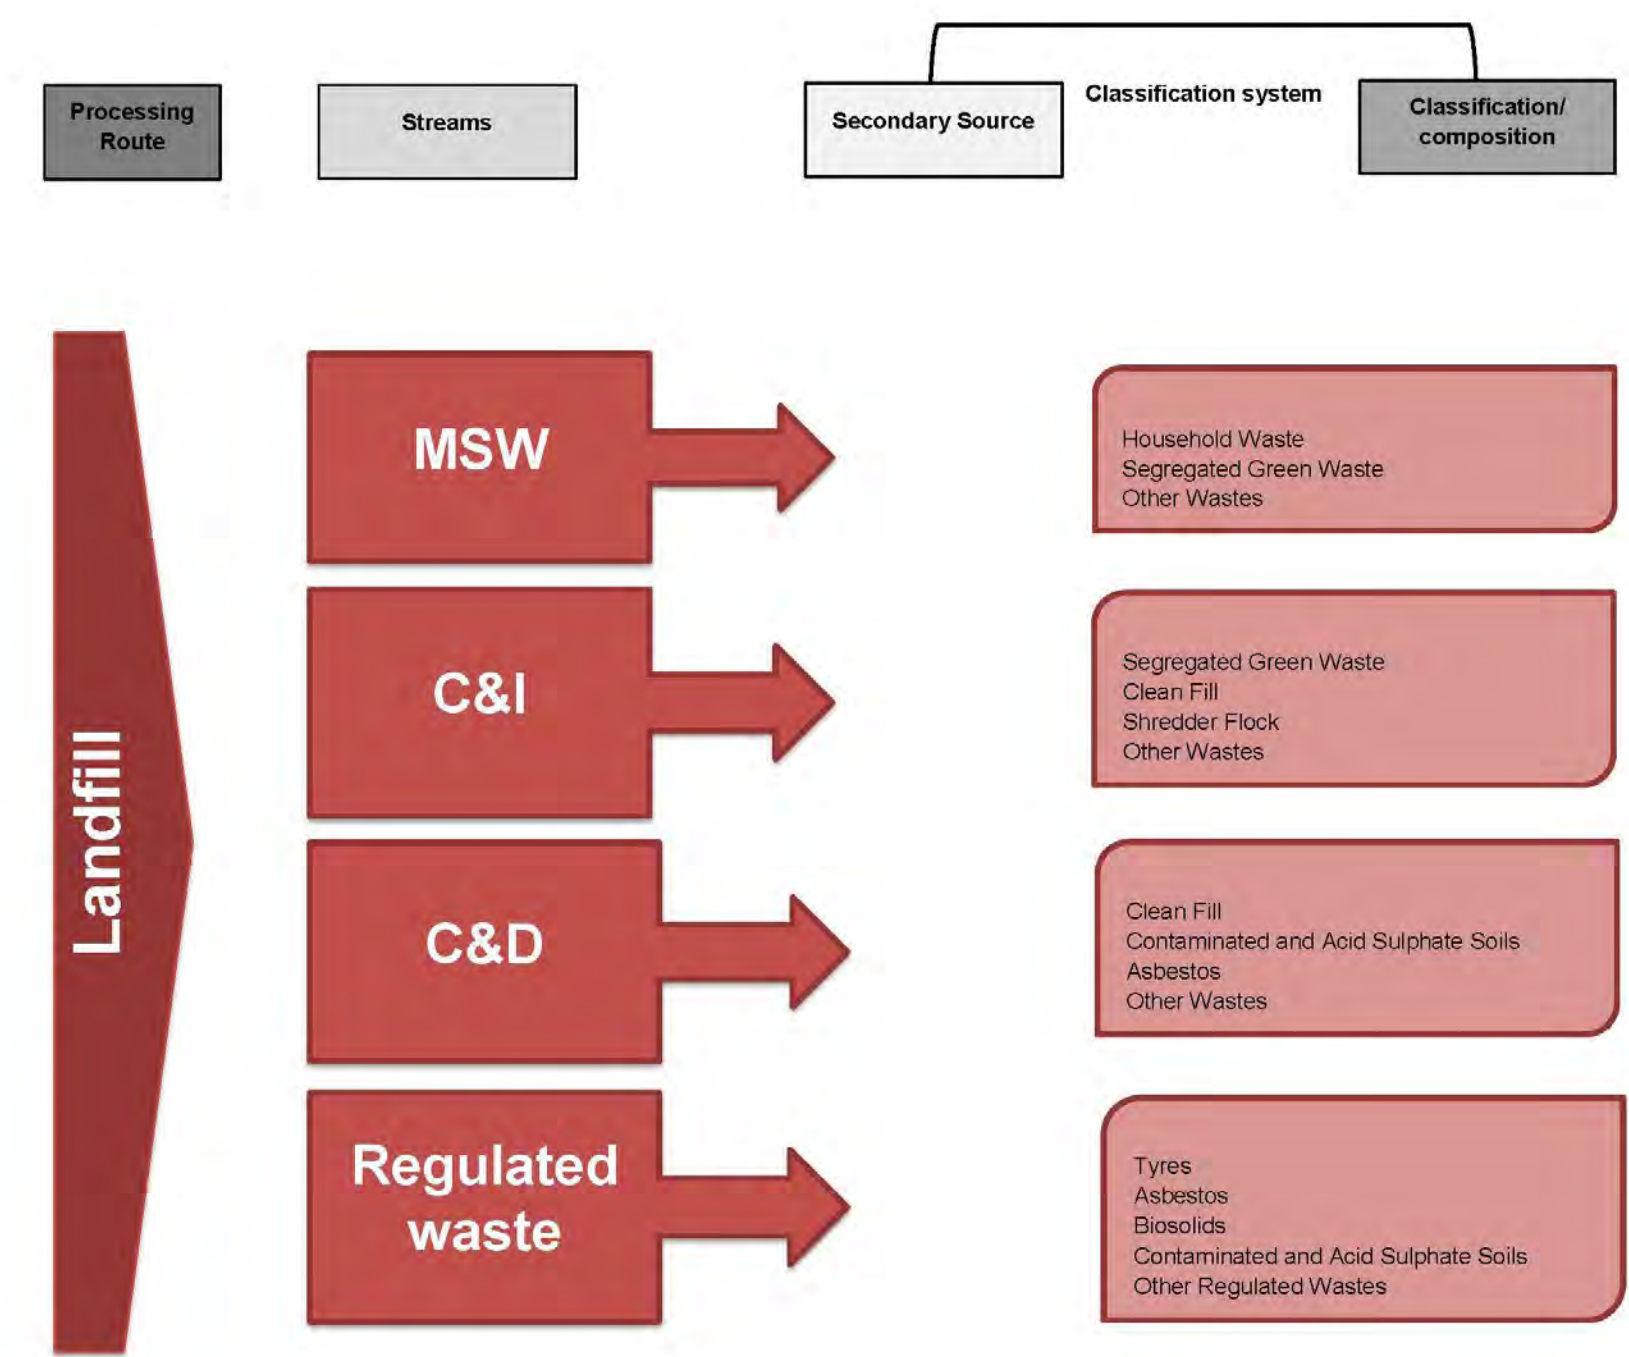 Processing
Route
Streams
Secondary Source
Classification system
Classification/
composition
Landfill
MSW
Household Waste
Segregated Green Waste
Other Wastes
C&I
Segregated Green Waste
Clean Fill
Shredder Flock
Other Wastes
C&D
Clean Fill
Contaminated and Acid Sulphate Soils
Asbestos
Other Wastes
Regulated
waste
Tyres
Asbestos
Biosolids
Contaminated and Acid Sulphate Soils
Other Regulated Wastes